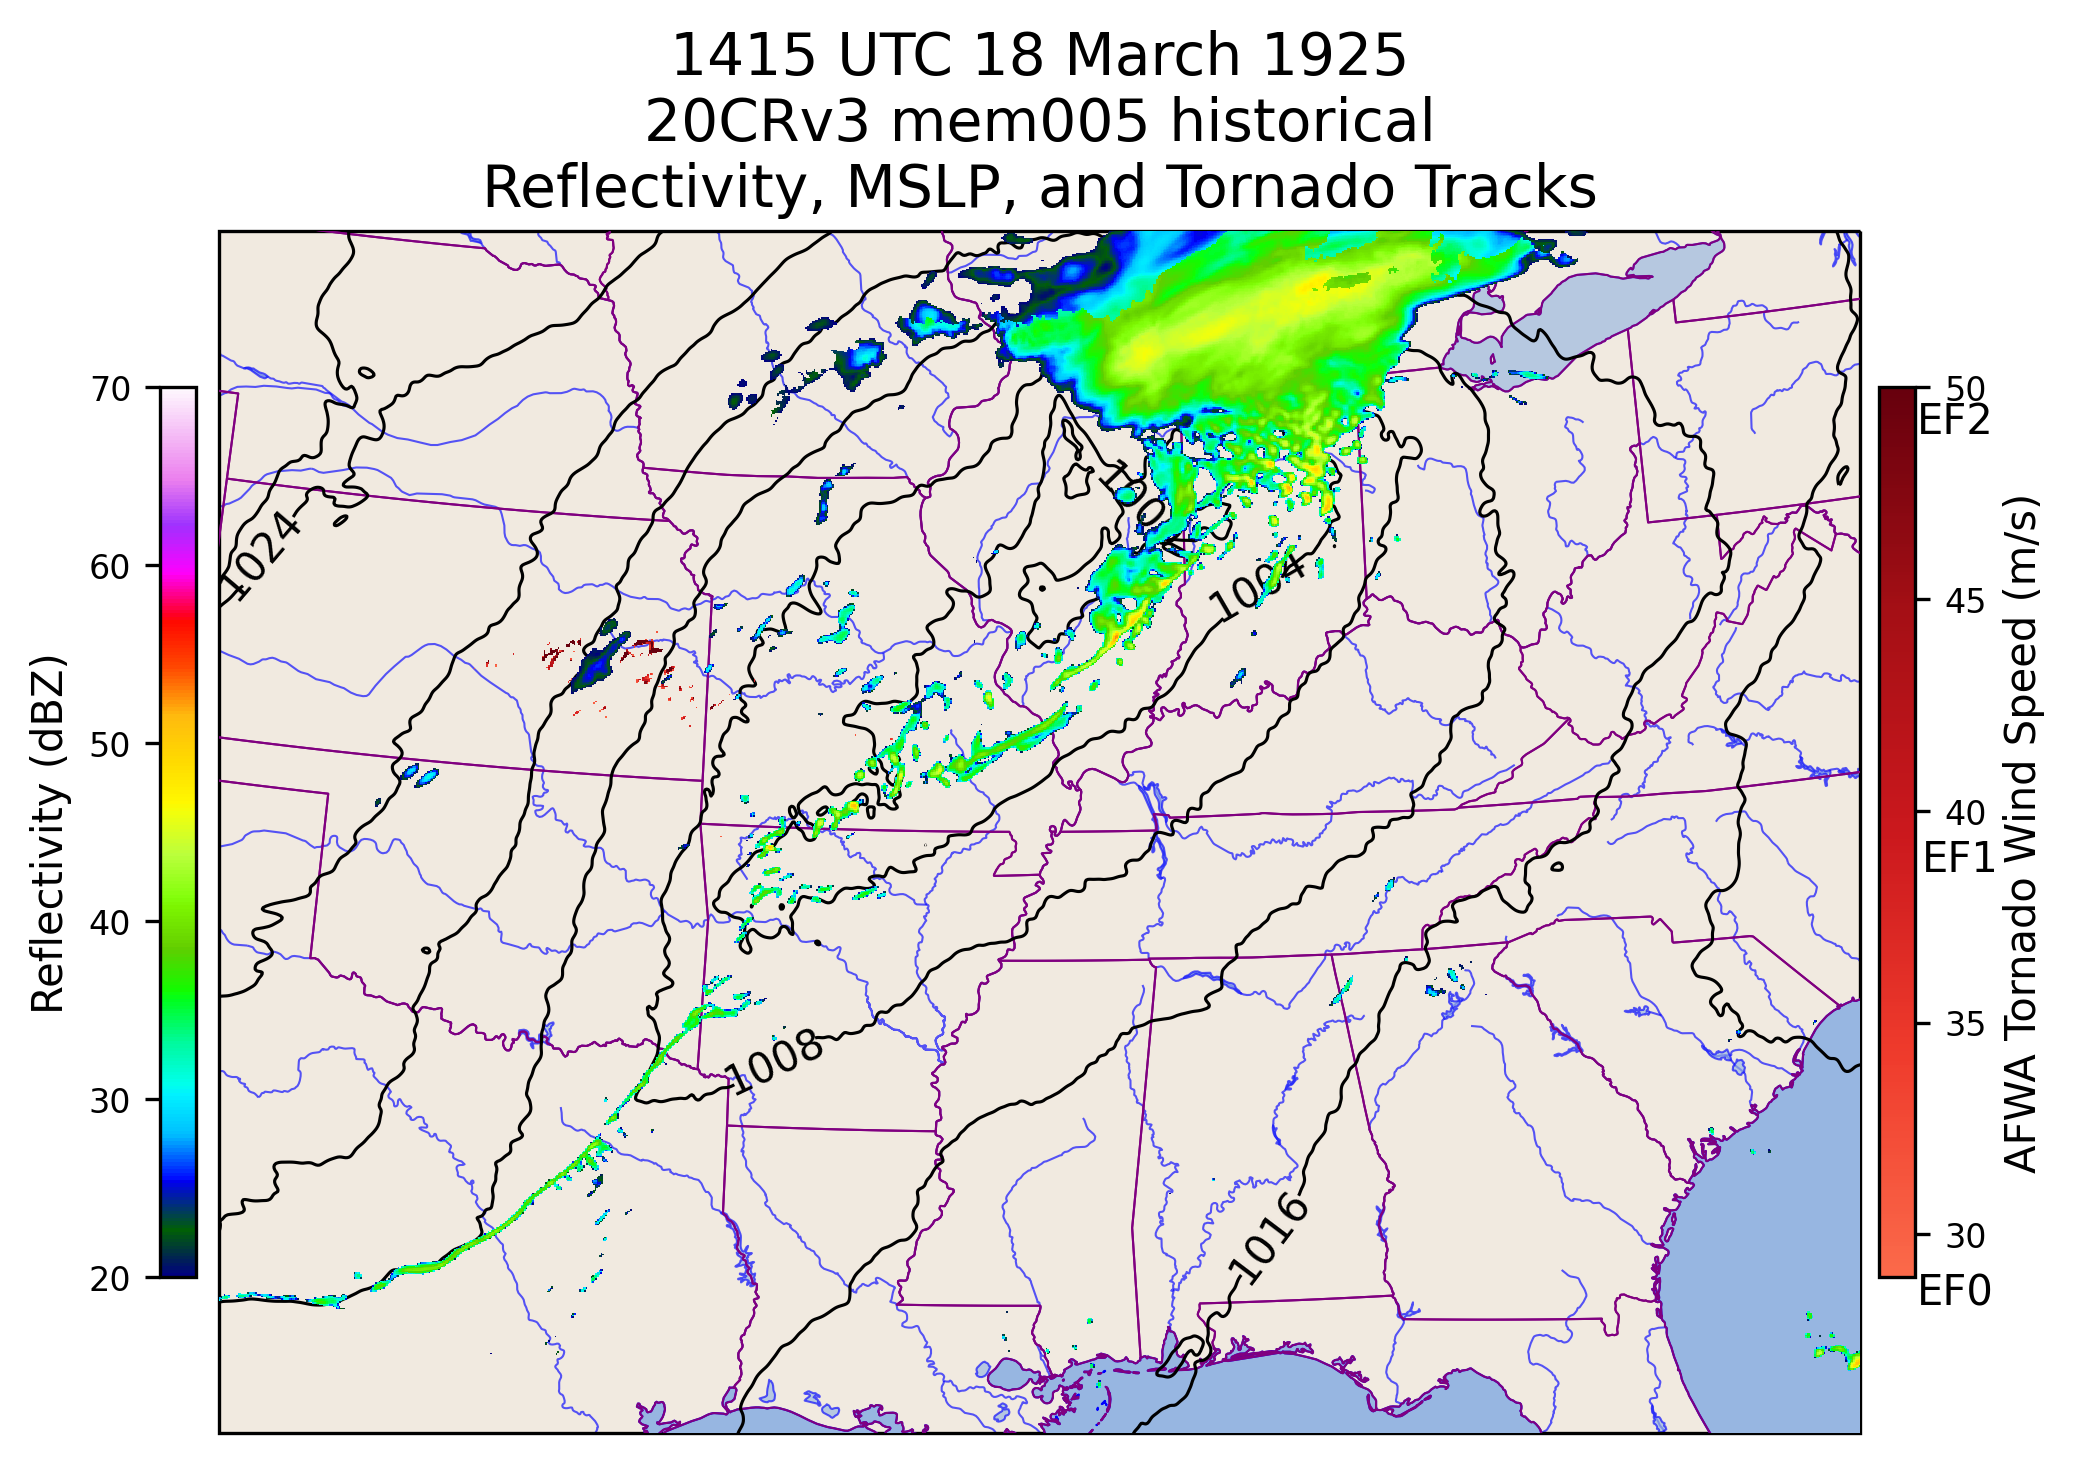 1415 UTC 18 March 1925
20CRv3 mem005 historical
Reflectivity, MSLP, and Tornado Tracks
70
60
50
40
30
20
Reflectivity (dBZ)
1024
1004
1008
1016
50
EF2
45
40
EF1
35
30
EF0
AFWA Tornado Wind Speed (m/s)